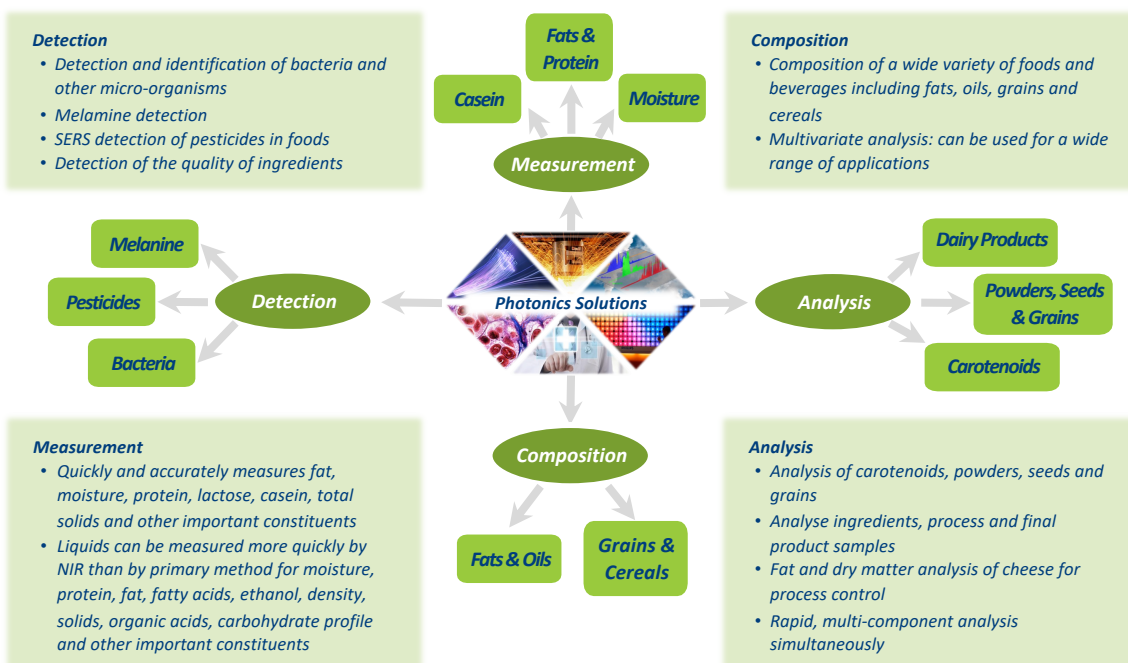 Detection
• Detection and identification of bacteria and
other micro-organisms
• Melamine detection
• SERS detection of pesticides in foods
• Detection of the quality of ingredients
Fats &
Protein
Casein
Moisture
Measurement
Composition
• Composition of a wide variety of foods and
beverages including fats, oils, grains and
cereals
• Multivariate analysis: can be used for a wide
range of applications
Melanine
Pesticides
Bacteria
Detection
Photonics Solutions
Analysis
Dairy Products
Powders, Seeds
& Grains
Carotenoids
Measurement
• Quickly and accurately measures fat,
moisture, protein, lactose, casein, total
solids and other important constituents
• Liquids can be measured more quickly by
NIR than by primary method for moisture,
protein, fat, fatty acids, ethanol, density,
solids, organic acids, carbohydrate profile
and other important constituents
Composition
Fats & Oils
Grains &
Cereals
Analysis
• Analysis of carotenoids, powders, seeds and
grains
• Analyse ingredients, process and final
product samples
• Fat and dry matter analysis of cheese for
process control
• Rapid, multi-component analysis
simultaneously